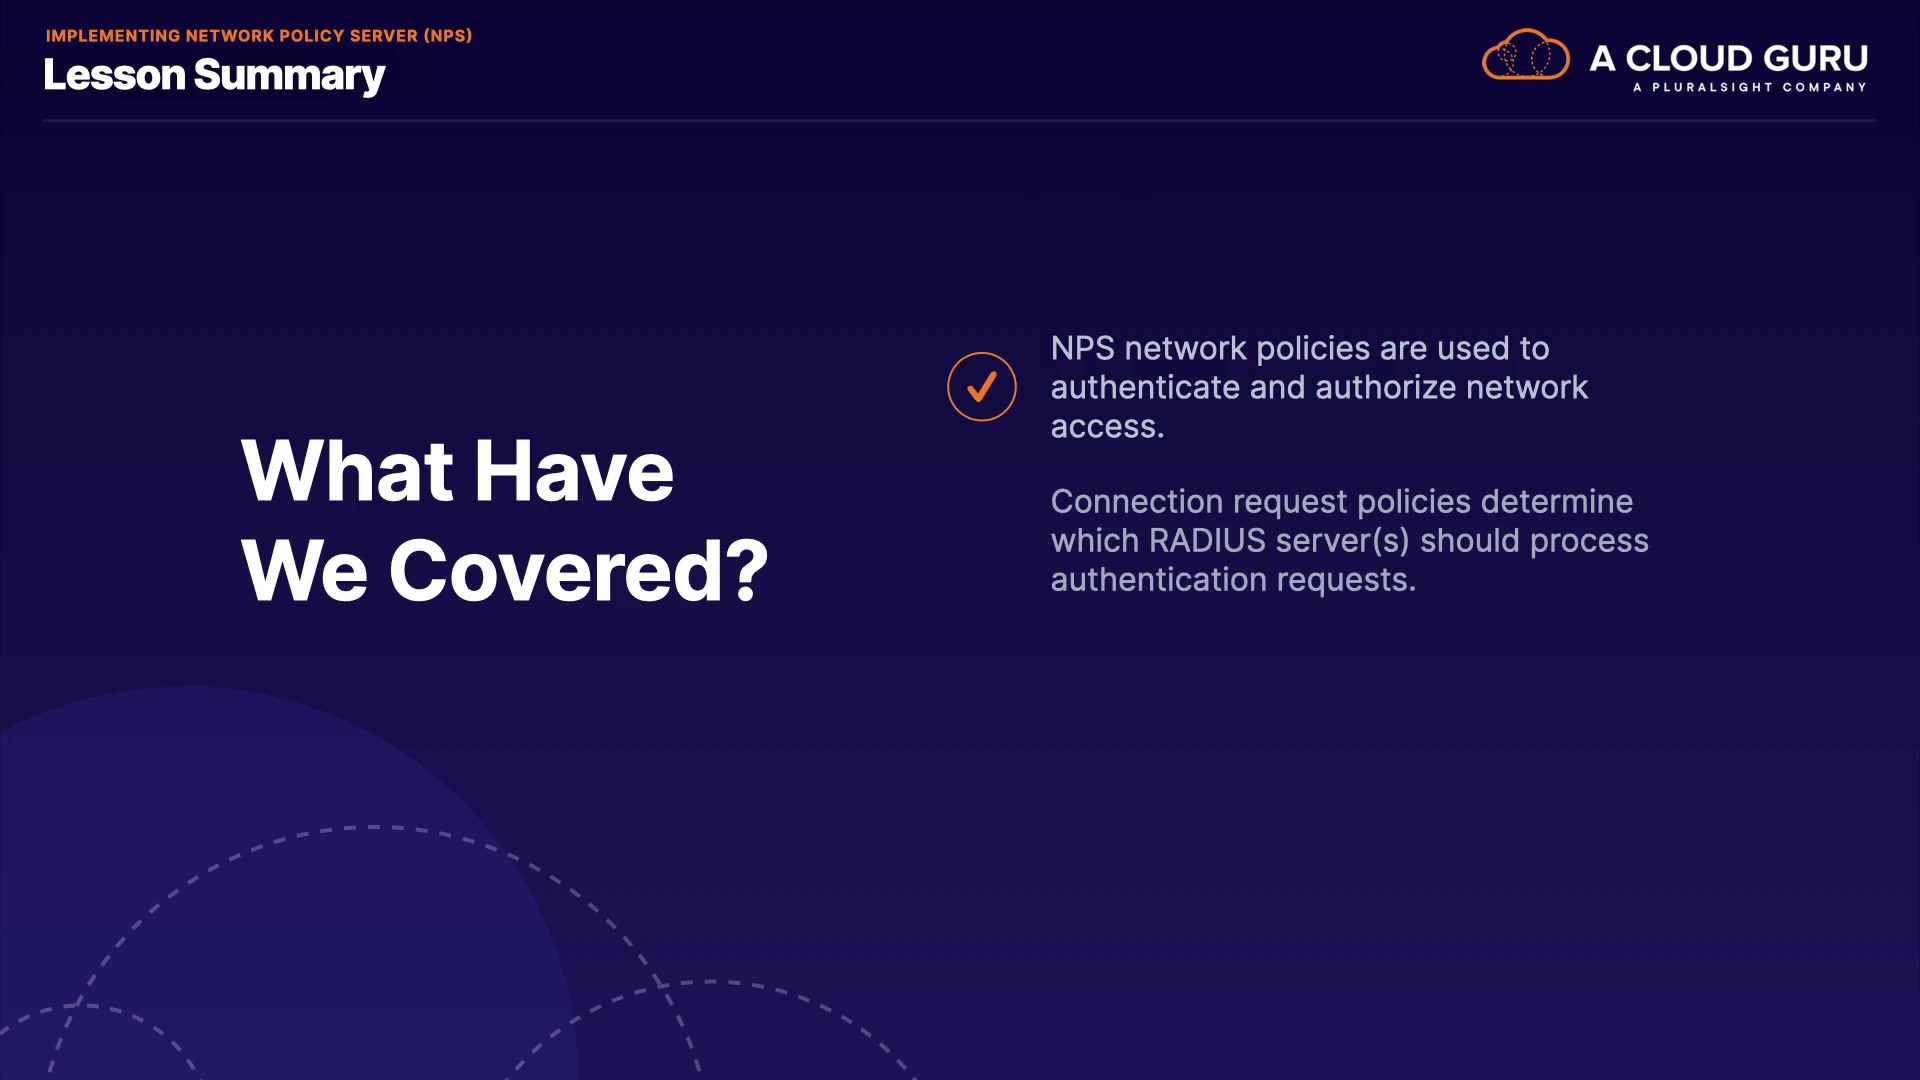 IMPLEMENTING NETWORK POLICY SERVER (NPS)
Lesson Summary
A CLOUD GURU
A PLURALSIGHT COMPANY
What Have
We Covered?
NPS network policies are used to
authenticate and authorize network
access.
Connection request policies determine
which RADIUS server(s) should process
authentication requests.